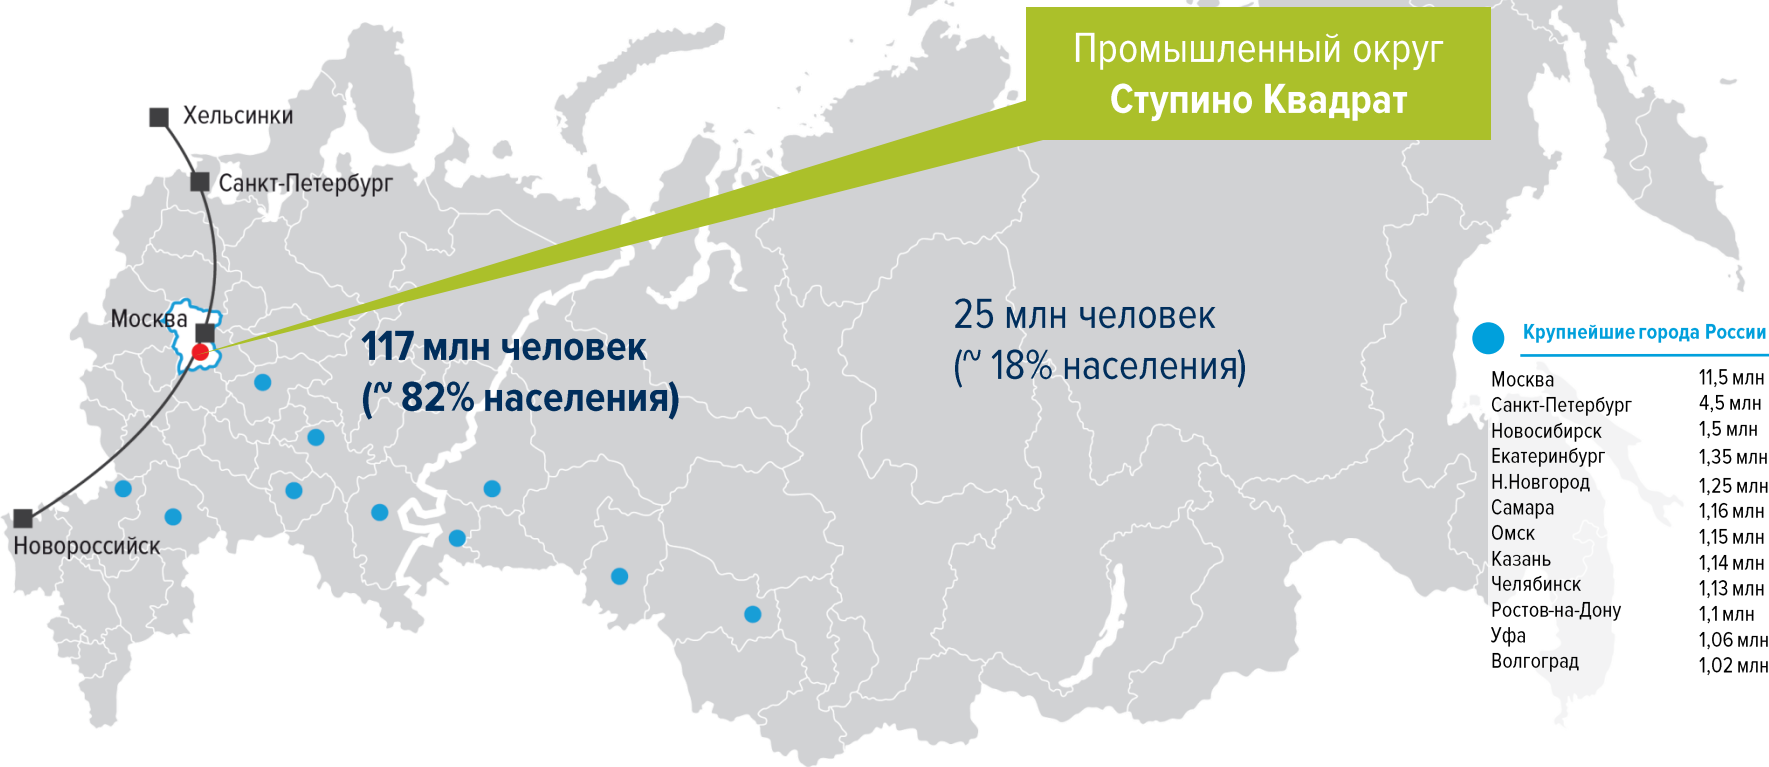 Промышленный округ
Ступино Квадрат
Хельсинки
Санкт-Петербург
Москва
Новороссийск
117 млн человек
(~ 82% населения)
25 млн человек
(~ 18% населения)
Крупнейшие города России
Москва 11,5 млн
Санкт-Петербург 4,5 млн
Новосибирск 1,5 млн
Екатеринбург 1,35 млн
Н.Новгород 1,25 млн
Самара 1,16 млн
Омск 1,15 млн
Казань 1,14 млн
Челябинск 1,13 млн
Ростов-на-Дону 1,1 млн
Уфа 1,06 млн
Волгоград 1,02 млн